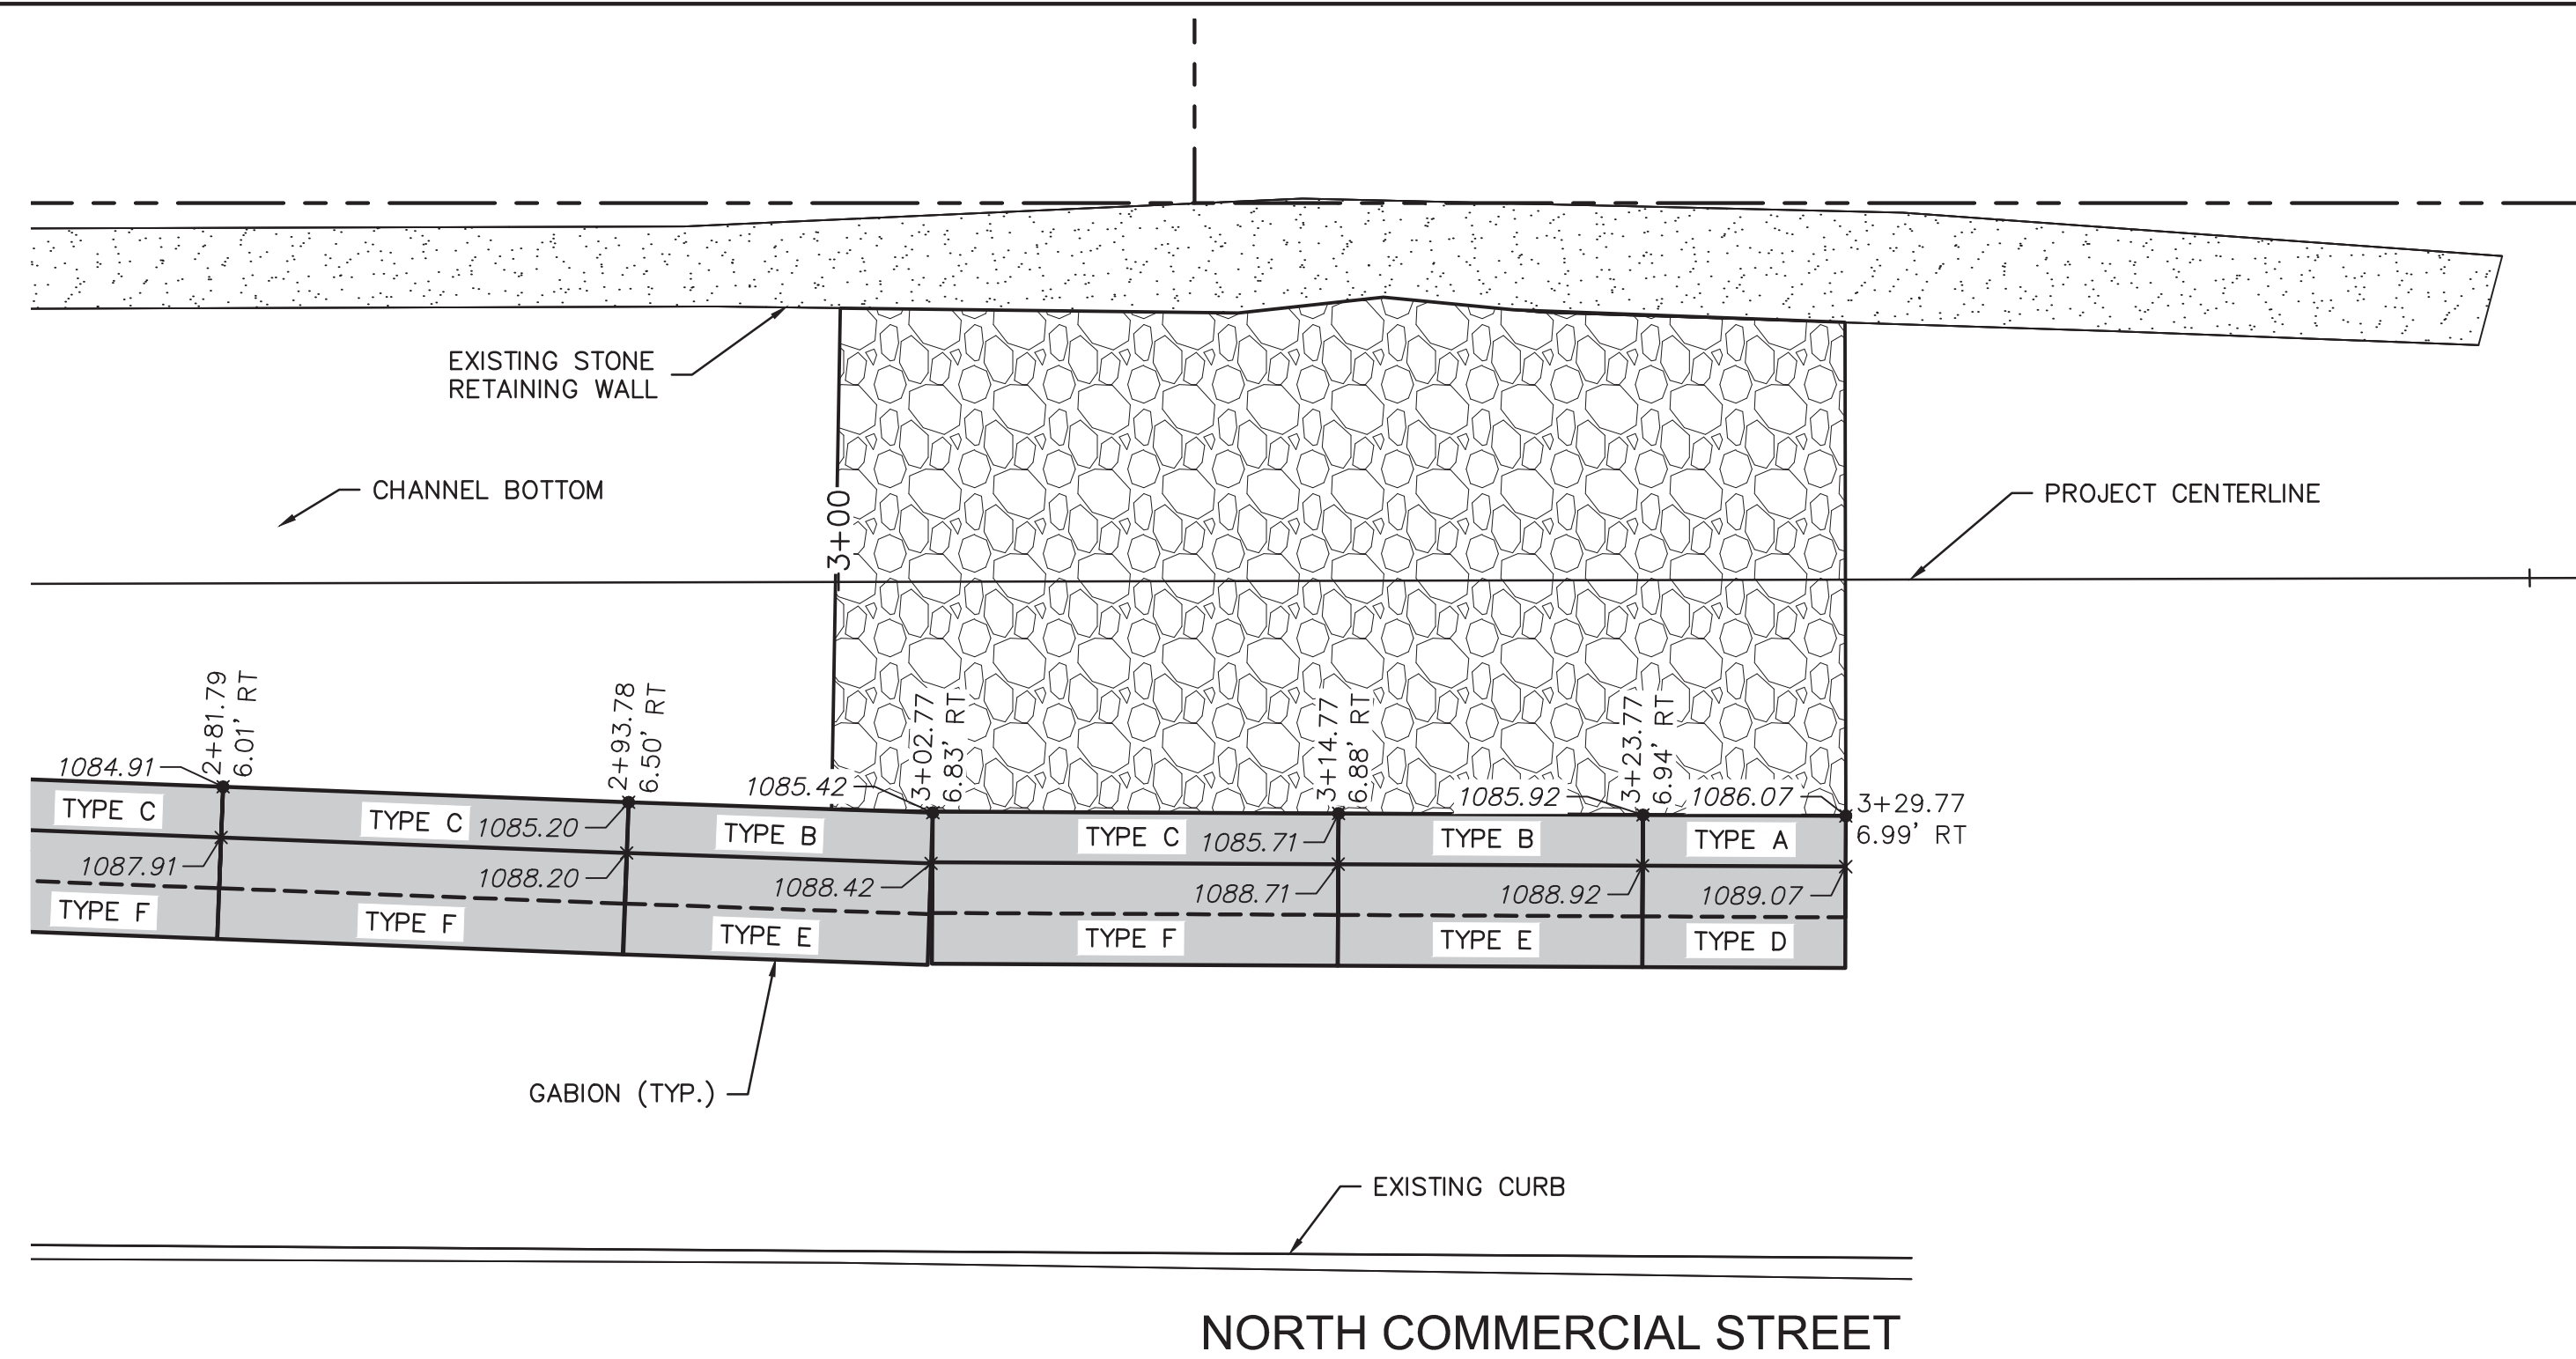 EXISTING STONE
RETAINING WALL
CHANNEL BOTTOM
3+00
PROJECT CENTERLINE
2+81.79
6.01' RT
2+93.78
6.50' RT
3+02.77
6.83' RT
3+14.77
6.88' RT
3+23.77
6.94' RT
1084.91
1085.42
1085.92
1086.07
3+29.77
6.99' RT
TYPE C
TYPE C
1085.20
TYPE B
TYPE C
1085.71
TYPE B
TYPE A
1087.91
1088.20
1088.42
1088.71
1088.92
1089.07
TYPE F
TYPE F
TYPE E
TYPE F
TYPE E
TYPE D
GABION (TYP.)
EXISTING CURB
NORTH COMMERCIAL STREET